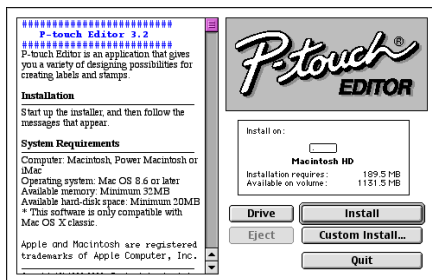 ##########################
P-touch Editor 3.2
##########################
P-touch Editor is an application that gives
you a variety of designing possibilities for
creating labels and stamps.
Installation
Start up the installer, and then follow the
messages that appear.
System Requirements
Computer: Macintosh, Power Macintosh or
iMac
Operating system: Mac OS 8.6 or later
Available memory: Minimum 32MB
Available hard-disk space: Minimum 20MB
* This software is only compatible with
Mac OS X classic.
Apple and Macintosh are registered
trademarks of Apple Computer, Inc.
P-touch®
EDITOR
Install on:
Macintosh HD
Installation requires: 189.5 MB
Available on volume: 1131.5 MB
Drive
Install
Eject
Custom Install...
Quit